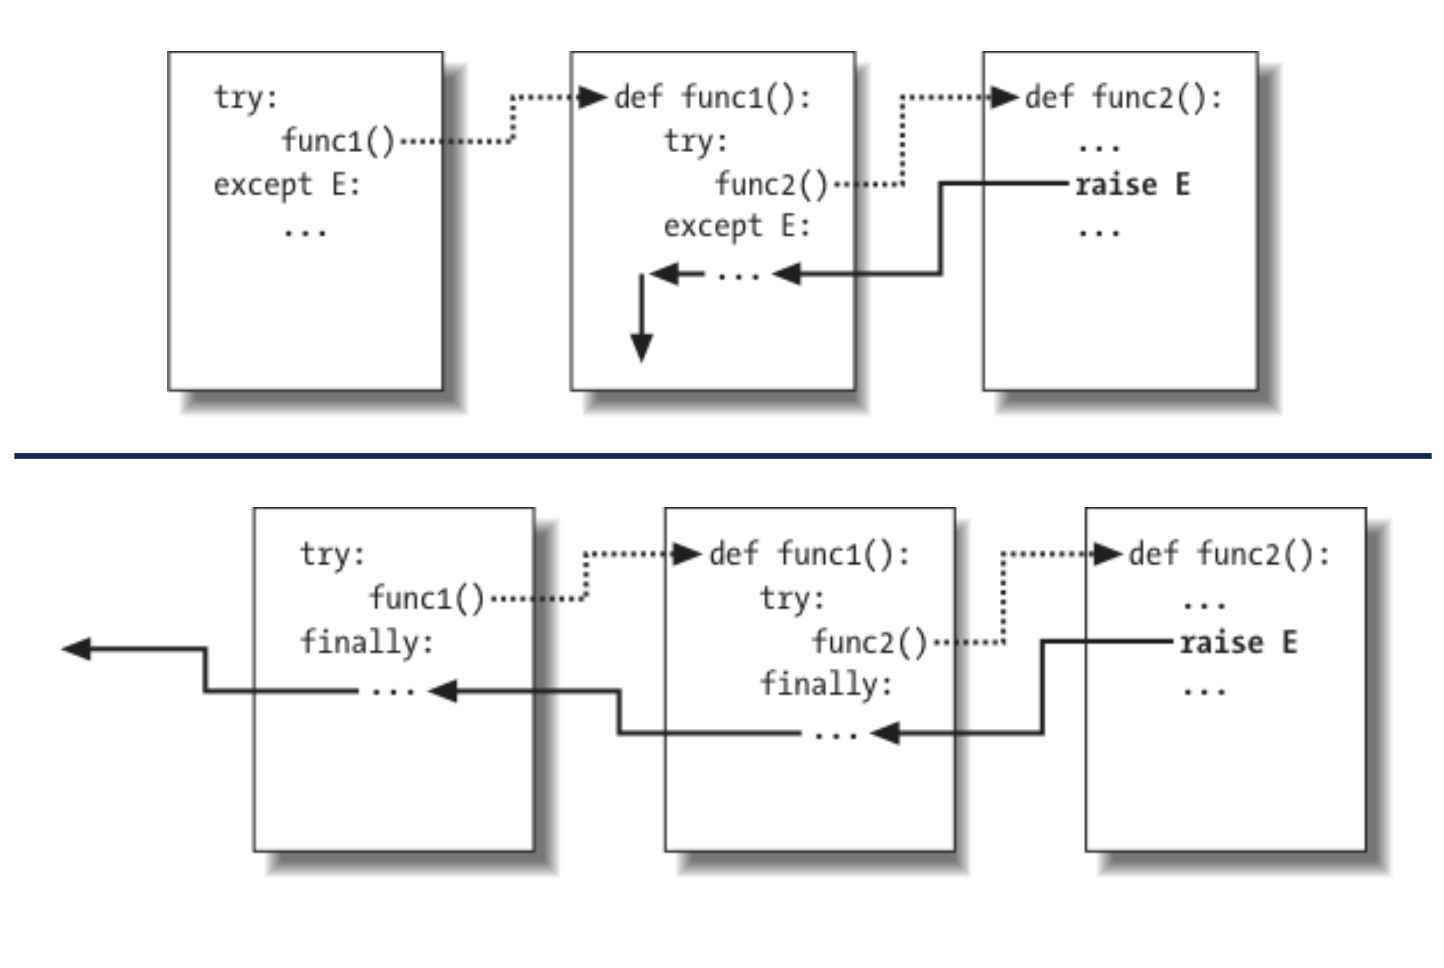 try:
func1()
except E:
...
def func1():
try:
func2()
except E:
...
def func2():
...
raise E
...
try:
func1()
finally:
...
def func1():
try:
func2()
finally:
...
def func2():
...
raise E
...